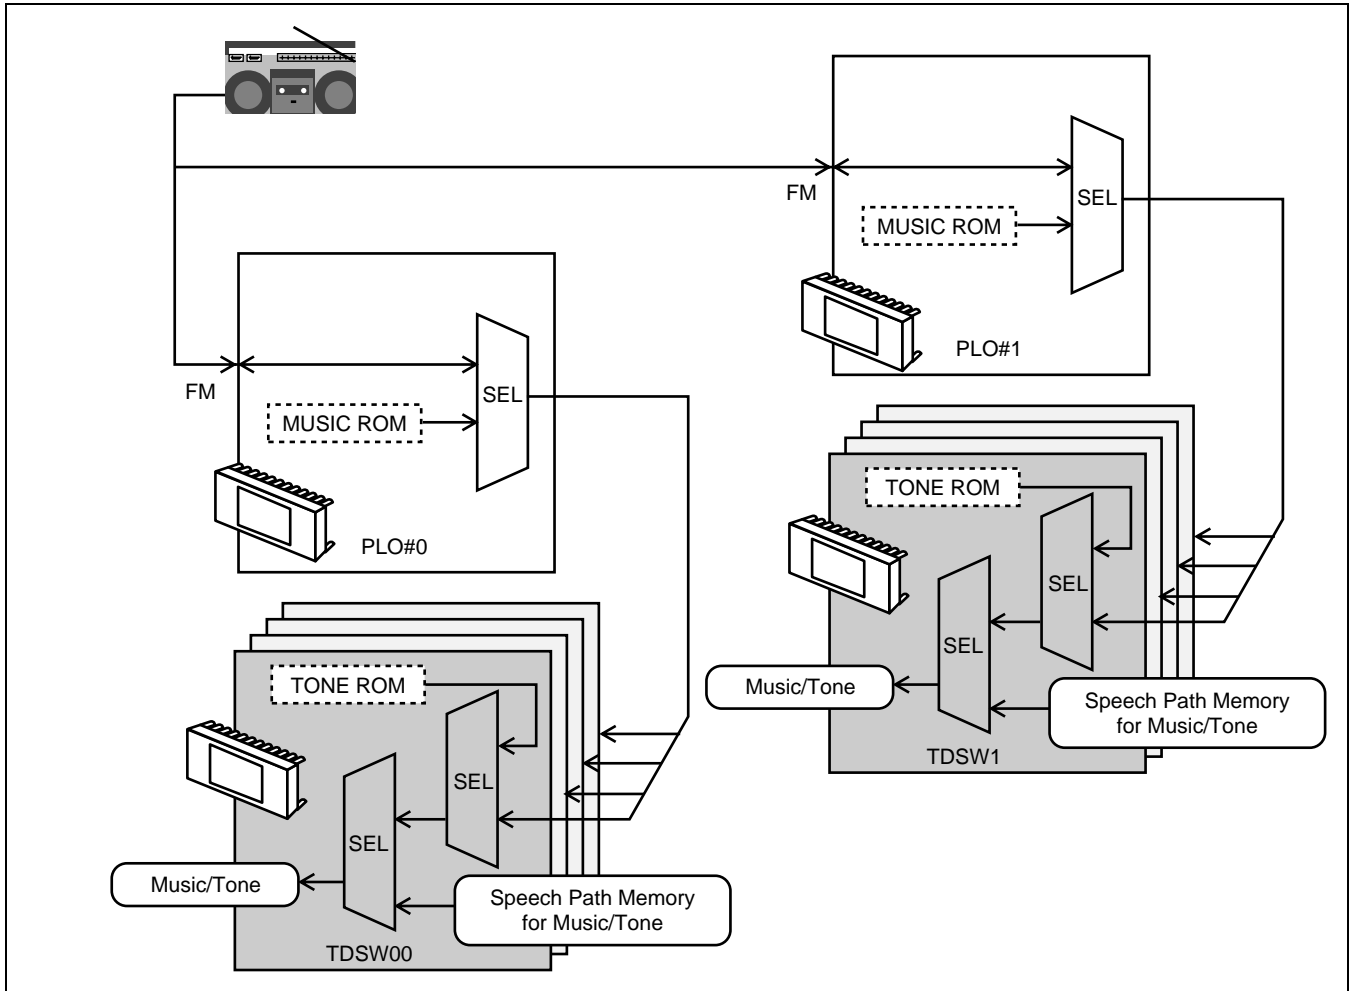 FM
SEL
MUSIC ROM
PLO#1
FM
SEL
MUSIC ROM
PLO#0
TONE ROM
SEL
SEL
Music/Tone
Speech Path Memory
for Music/Tone
TDSW1
TONE ROM
SEL
SEL
Music/Tone
Speech Path Memory
for Music/Tone
TDSW00